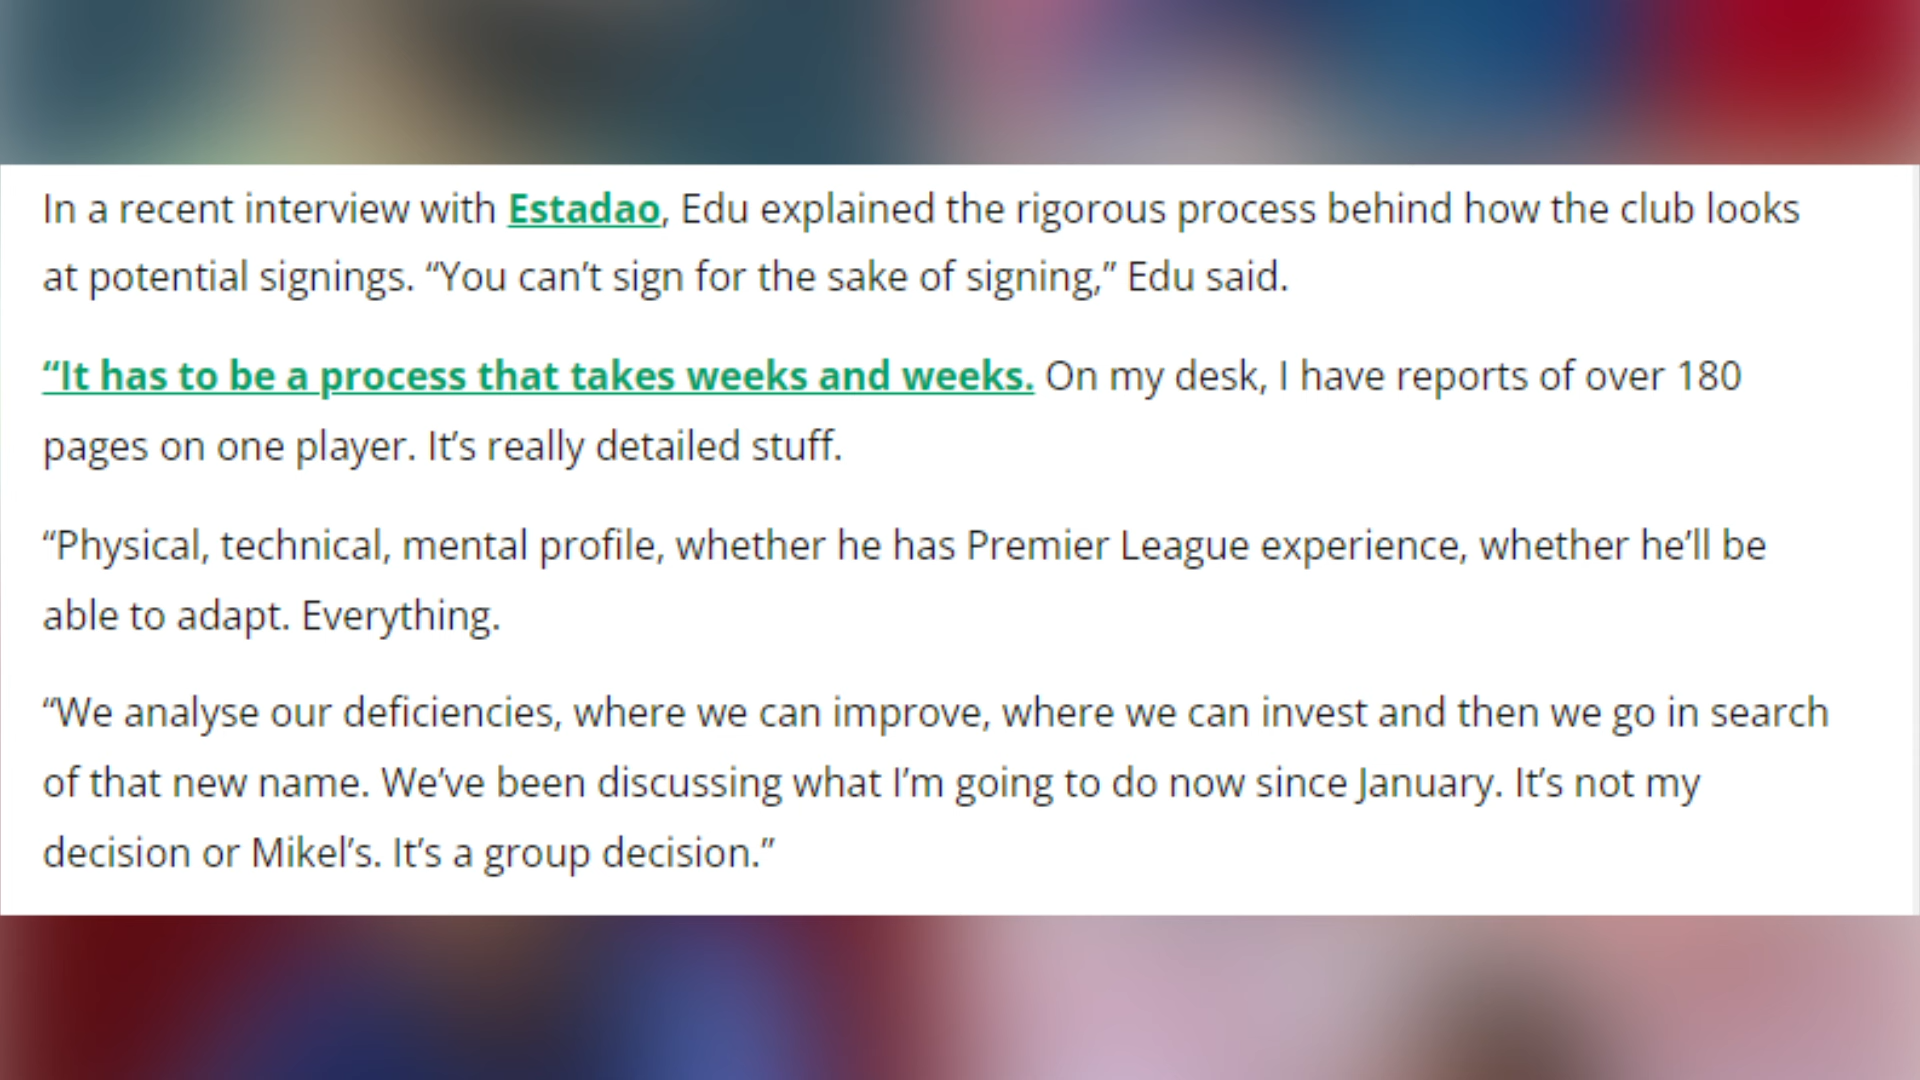 In a recent interview with Estadao, Edu explained the rigorous process behind how the club looks
at potential signings. “You can’t sign for the sake of signing,” Edu said.
“It has to be a process that takes weeks and weeks. On my desk, I have reports of over 180
pages on one player. It’s really detailed stuff.
“Physical, technical, mental profile, whether he has Premier League experience, whether he’ll be
able to adapt. Everything.
“We analyse our deficiencies, where we can improve, where we can invest and then we go in search
of that new name. We’ve been discussing what I’m going to do now since January. It’s not my
decision or Mikel’s. It’s a group decision.”